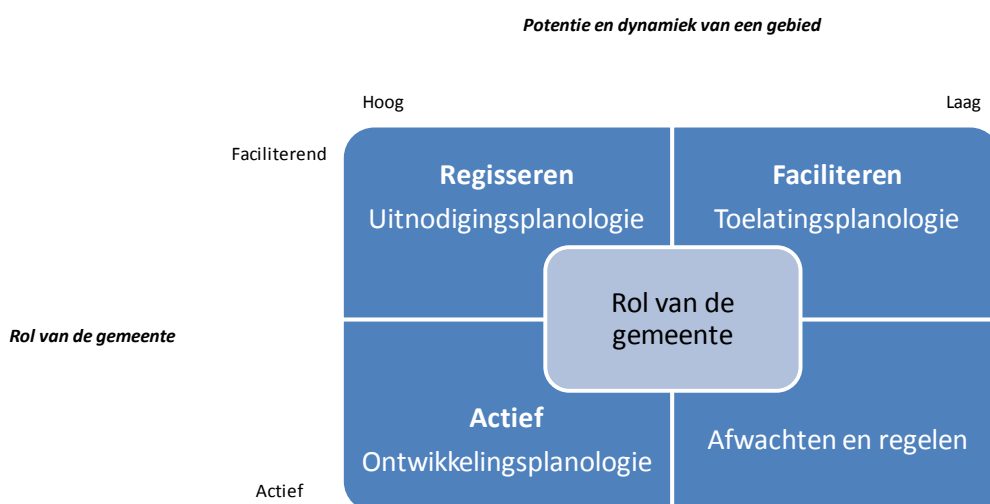 Potentie en dynamiek van een gebied
Hoog
Laag
Faciliterend
Regisseren
Uitnodigingsplanologie
Faciliteren
Toelatingsplanologie
Rol van de gemeente
Rol van de
gemeente
Actief
Ontwikkelingsplanologie
Afwachten en regelen
Actief